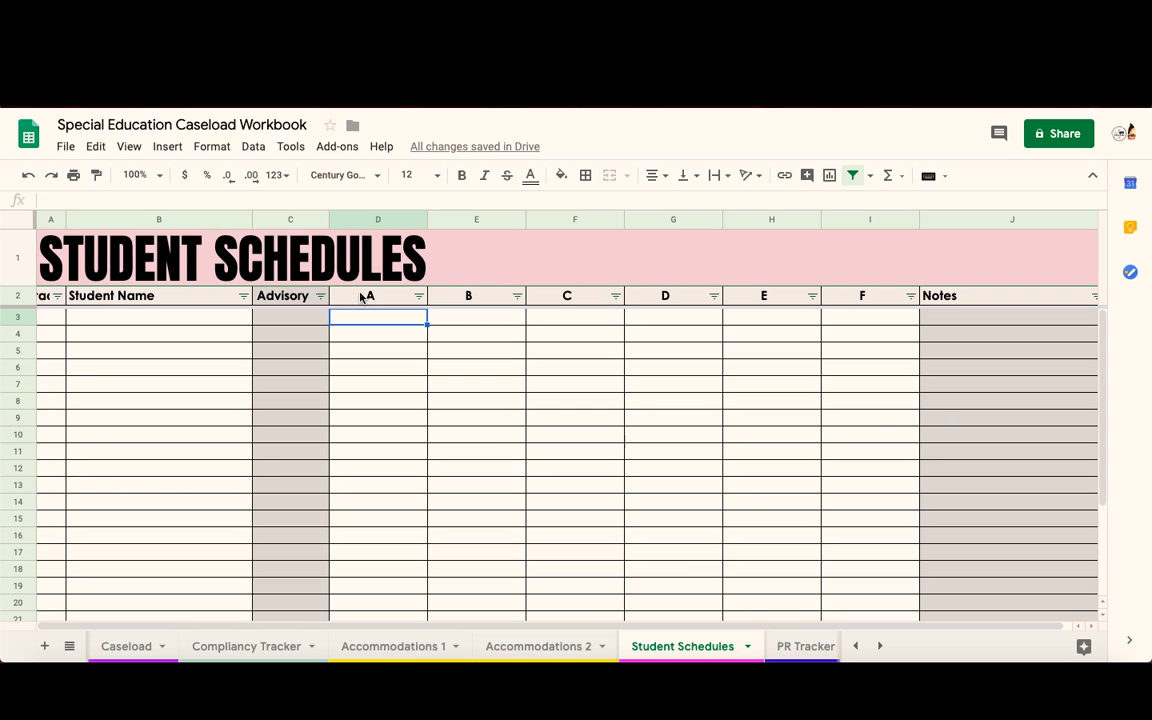 Special Education Caseload Workbook
Share
File Edit View Insert Format Data Tools Add-ons Help All changes saved in Drive
100% $ % .0 .00 123 Century Go... 12 B I S A Σ
fx
A B C D E F G H I J
1 STUDENT SCHEDULES
2 Student Name Advisory A B C D E F Notes
3
4
5
6
7
8
9
10
11
12
13
14
15
16
17
18
19
20
21
+ Caseload Compliancy Tracker Accommodations 1 Accommodations 2 Student Schedules PR Tracker